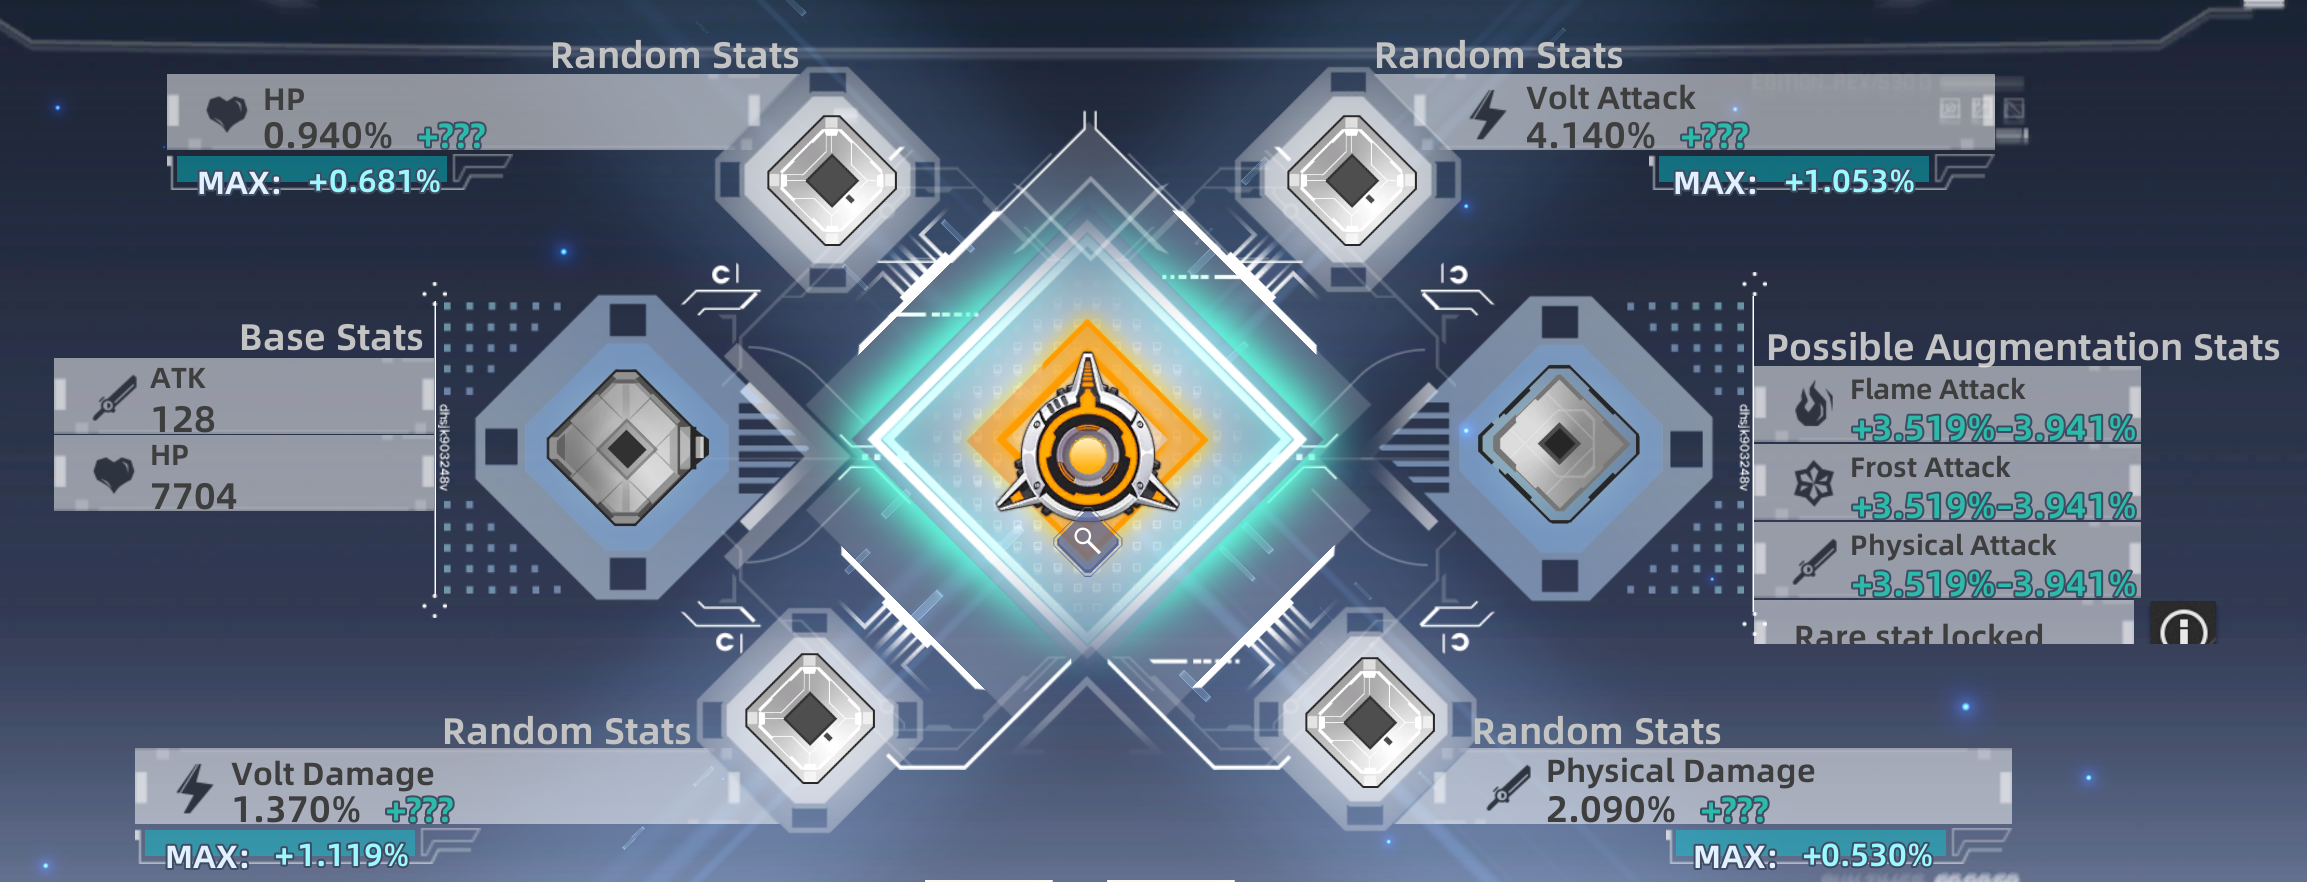 Random Stats
HP
0.940% +???
MAX: +0.681%
Random Stats
Volt Attack
4.140% +???
MAX: +1.053%
Base Stats
ATK
128
HP
7704
dhsjk903248v
Possible Augmentation Stats
Flame Attack
+3.519%-3.941%
Frost Attack
+3.519%-3.941%
Physical Attack
+3.519%-3.941%
Rare stat locked
dhsjk903248v
Random Stats
Volt Damage
1.370% +???
MAX: +1.119%
Random Stats
Physical Damage
2.090% +???
MAX: +0.530%